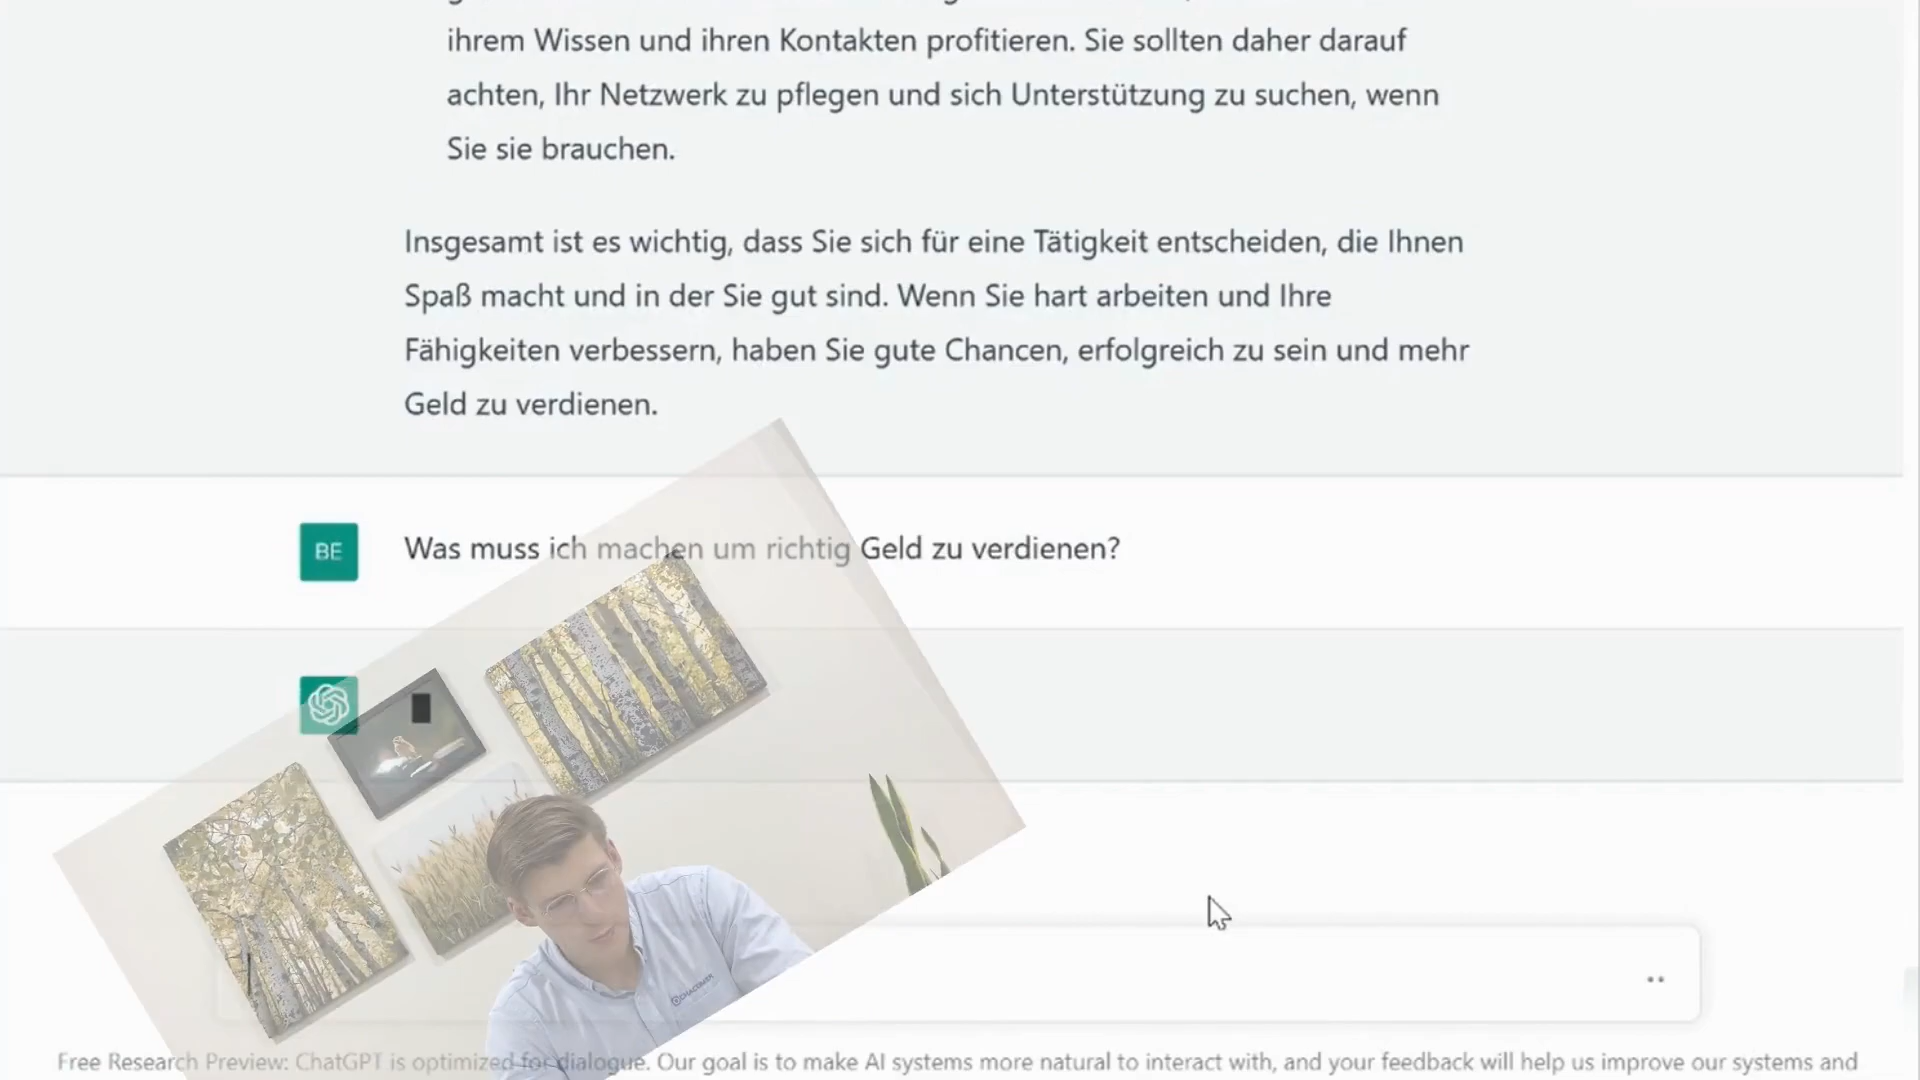 ihrem Wissen und ihren Kontakten profitieren. Sie sollten daher darauf
achten, Ihr Netzwerk zu pflegen und sich Unterstützung zu suchen, wenn
Sie sie brauchen.
Insgesamt ist es wichtig, dass Sie sich für eine Tätigkeit entscheiden, die Ihnen
Spaß macht und in der Sie gut sind. Wenn Sie hart arbeiten und Ihre
Fähigkeiten verbessern, haben Sie gute Chancen, erfolgreich zu sein und mehr
Geld zu verdienen.
BE
Was muss ich machen um richtig Geld zu verdienen?
Free Research Preview: ChatGPT is optimized for dialogue. Our goal is to make AI systems more natural to interact with, and your feedback will help us improve our systems and